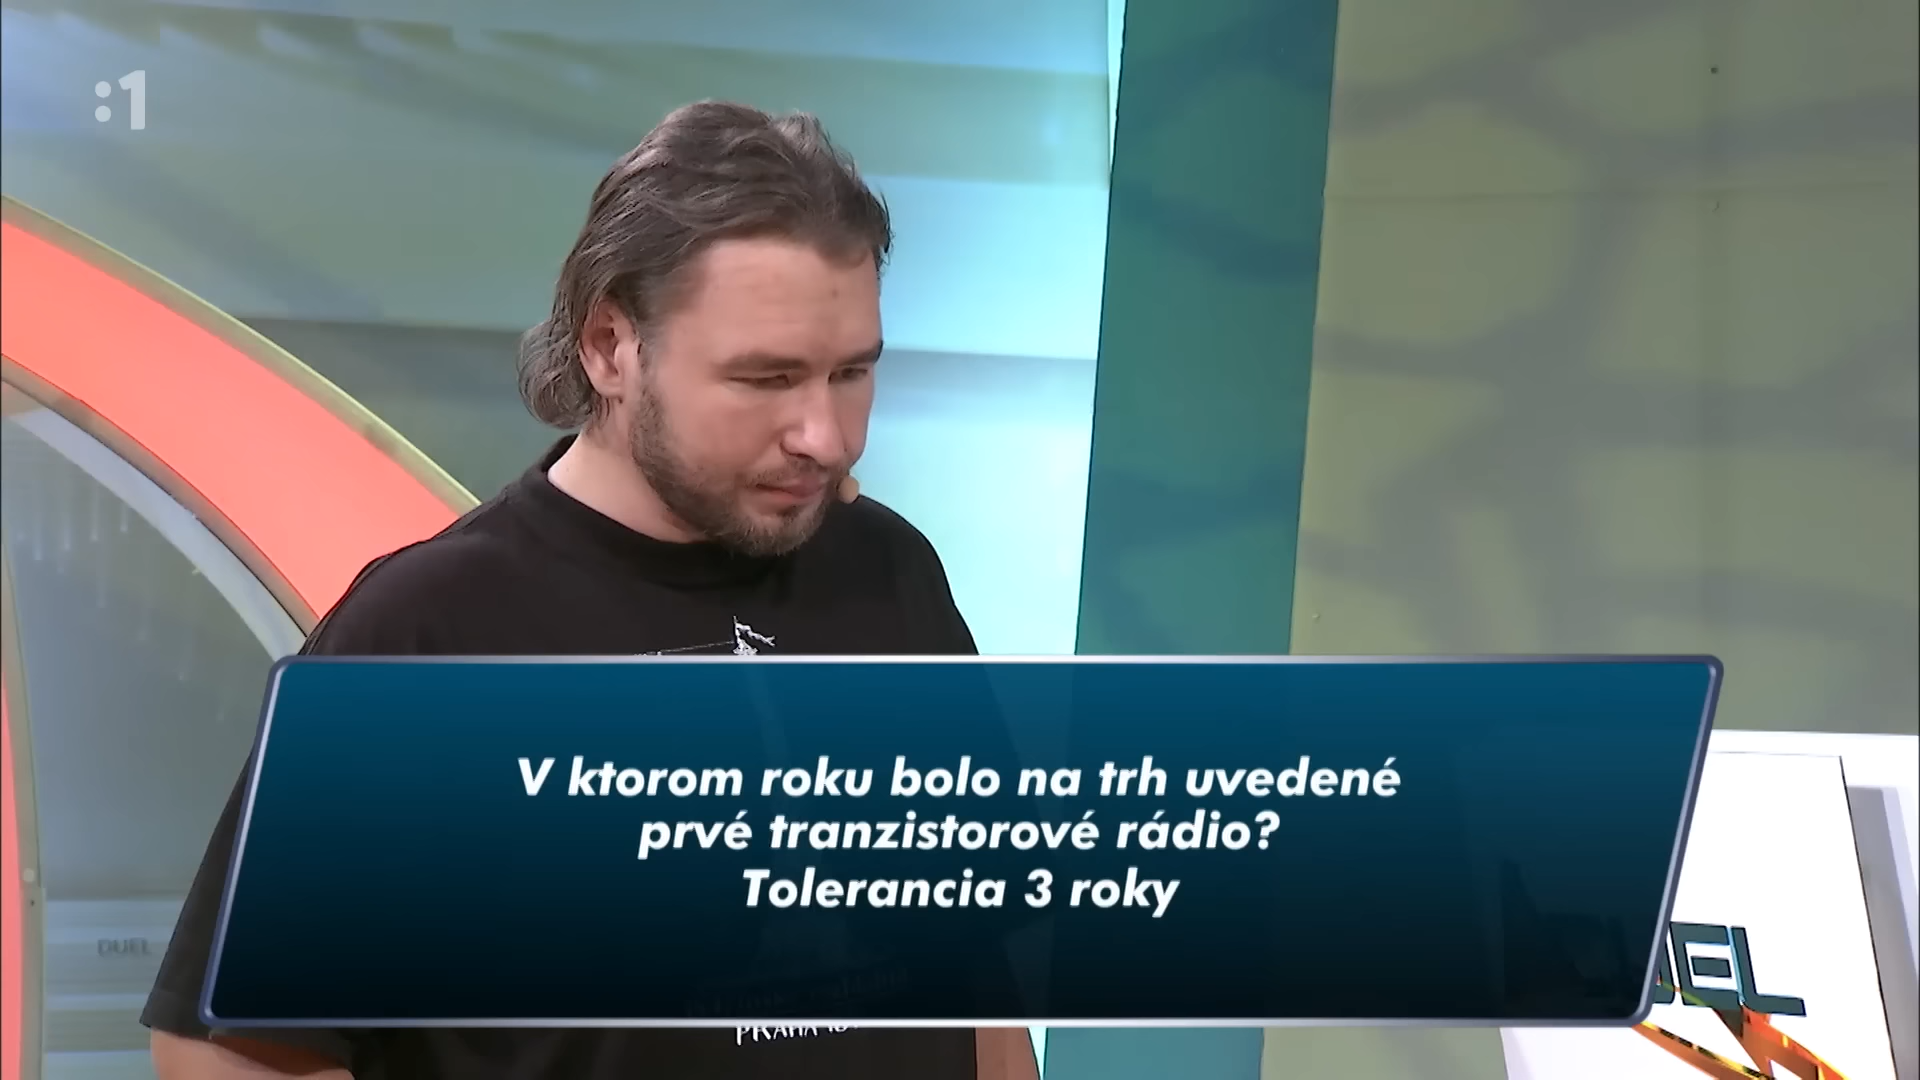 :1
V ktorom roku bolo na trh uvedené
prvé tranzistorové rádio?
Tolerancia 3 roky
DUEL
PRAHA